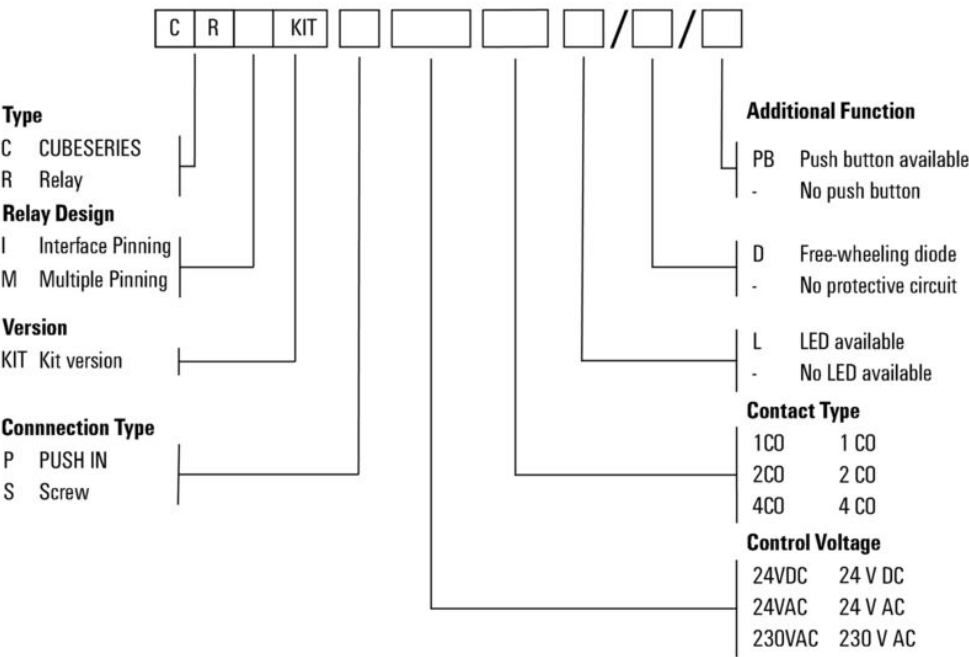 C R KIT / /
Type
C CUBESERIES
R Relay
Relay Design
I Interface Pinning
M Multiple Pinning
Version
KIT Kit version
Connnection Type
P PUSH IN
S Screw
Additional Function
PB Push button available
- No push button
D Free-wheeling diode
- No protective circuit
L LED available
- No LED available
Contact Type
1CO 1 CO
2CO 2 CO
4CO 4 CO
Control Voltage
24VDC 24 V DC
24VAC 24 V AC
230VAC 230 V AC